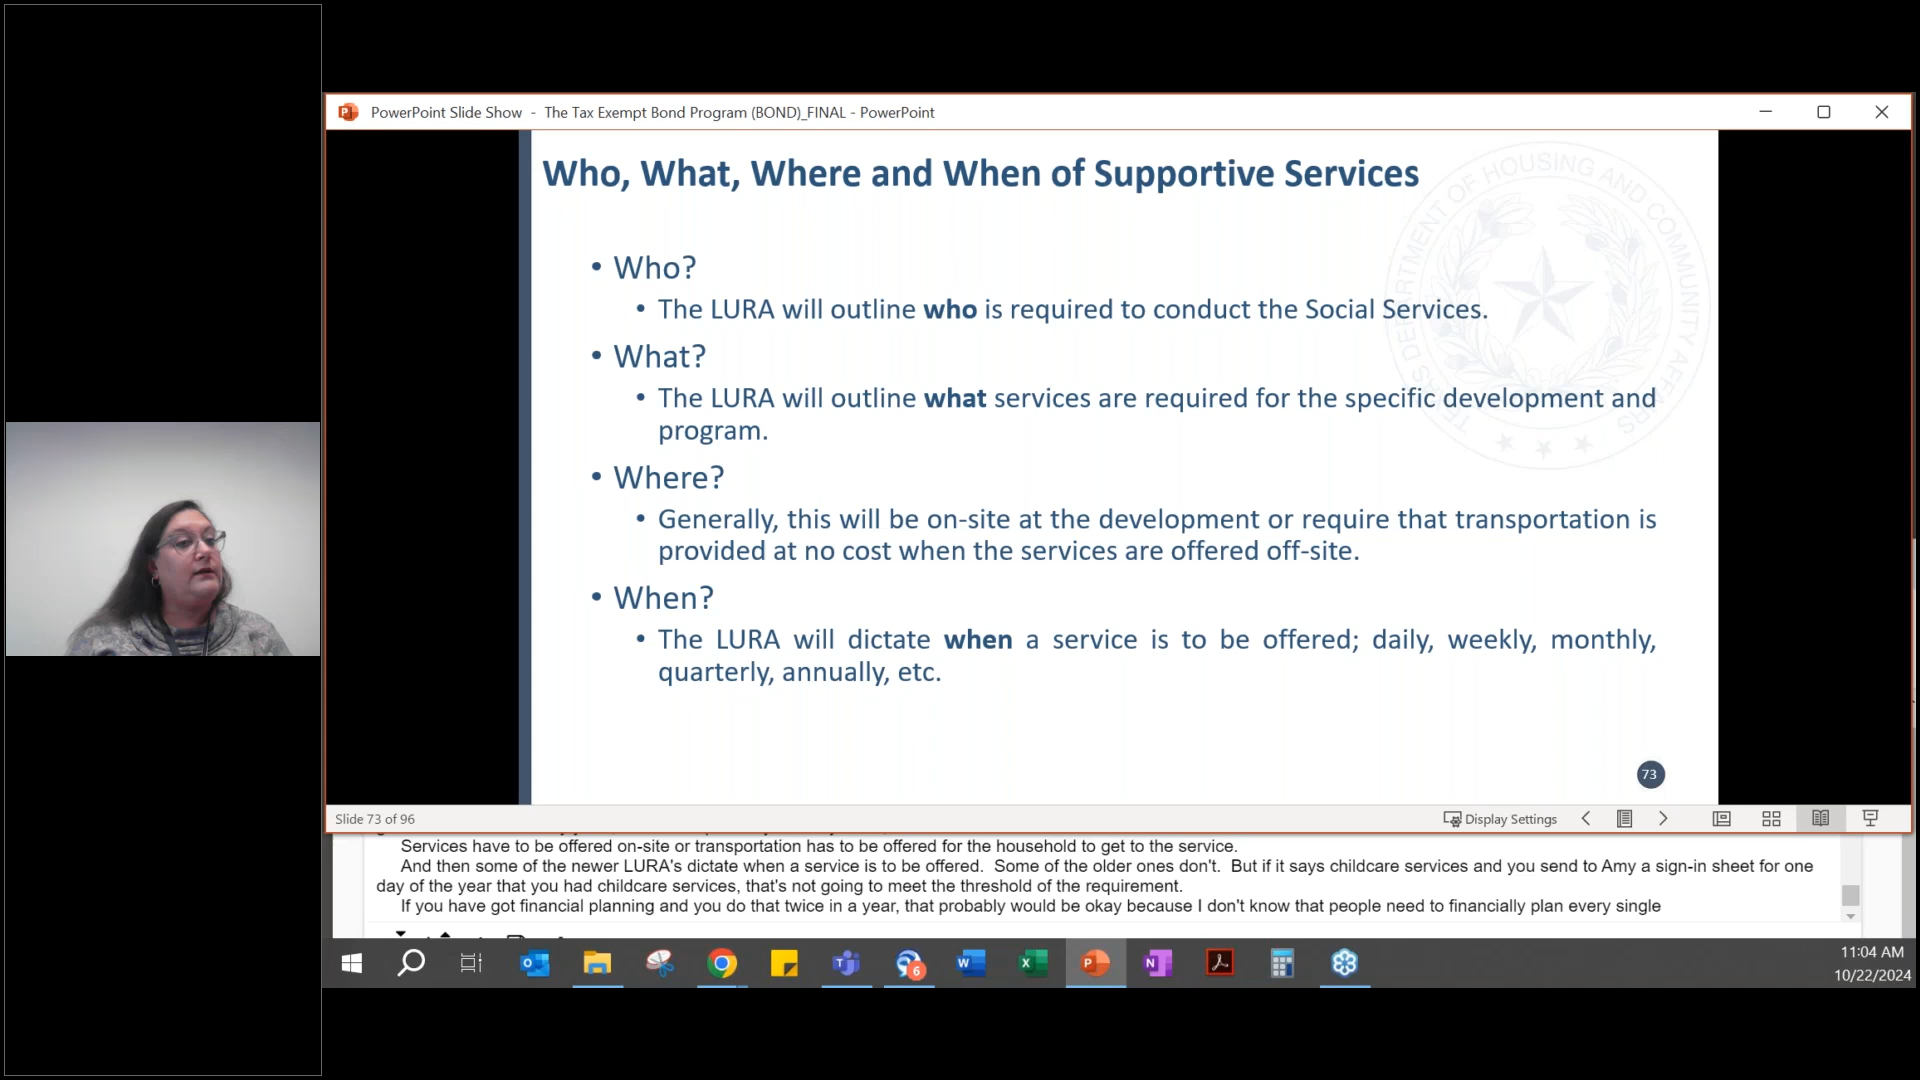 PowerPoint Slide Show - The Tax Exempt Bond Program (BOND)_FINAL - PowerPoint
Who, What, Where and When of Supportive Services
TEXAS DEPARTMENT OF HOUSING AND COMMUNITY AFFAIRS
• Who?
• The LURA will outline who is required to conduct the Social Services.
• What?
• The LURA will outline what services are required for the specific development and
program.
• Where?
• Generally, this will be on-site at the development or require that transportation is
provided at no cost when the services are offered off-site.
• When?
• The LURA will dictate when a service is to be offered; daily, weekly, monthly,
quarterly, annually, etc.
73
Slide 73 of 96
Display Settings
Services have to be offered on-site or transportation has to be offered for the household to get to the service.
And then some of the newer LURA's dictate when a service is to be offered. Some of the older ones don't. But if it says childcare services and you send to Amy a sign-in sheet for one
day of the year that you had childcare services, that's not going to meet the threshold of the requirement.
If you have got financial planning and you do that twice in a year, that probably would be okay because I don't know that people need to financially plan every single
6
11:04 AM
10/22/2024